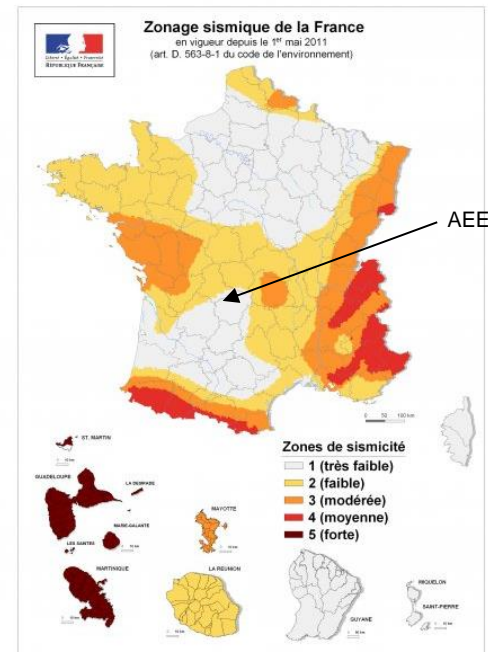 Zonage sismique de la France
en vigueur depuis le 1er mai 2011
(art. D. 563-8-1 du code de l'environnement)
Liberté • Égalité • Fraternité
RÉPUBLIQUE FRANÇAISE
AEE
0 50 100 km
ST. MARTIN
GUADELOUPE
LA DESIRADE
MARIE-GALANTE
LES SAINTES
MAYOTTE
MARTINIQUE
LA REUNION
GUYANE
MIQUELON
SAINT-PIERRE
Zones de sismicité
1 (très faible)
2 (faible)
3 (modérée)
4 (moyenne)
5 (forte)